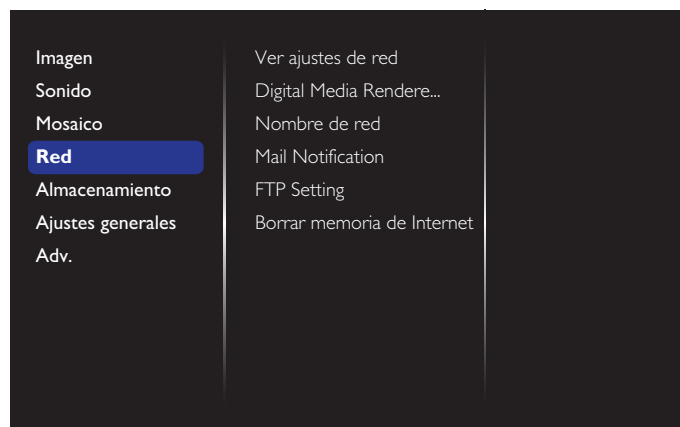 Imagen
Sonido
Mosaico
Red
Almacenamiento
Ajustes generales
Adv.
Ver ajustes de red
Digital Media Rendere...
Nombre de red
Mail Notification
FTP Setting
Borrar memoria de Internet